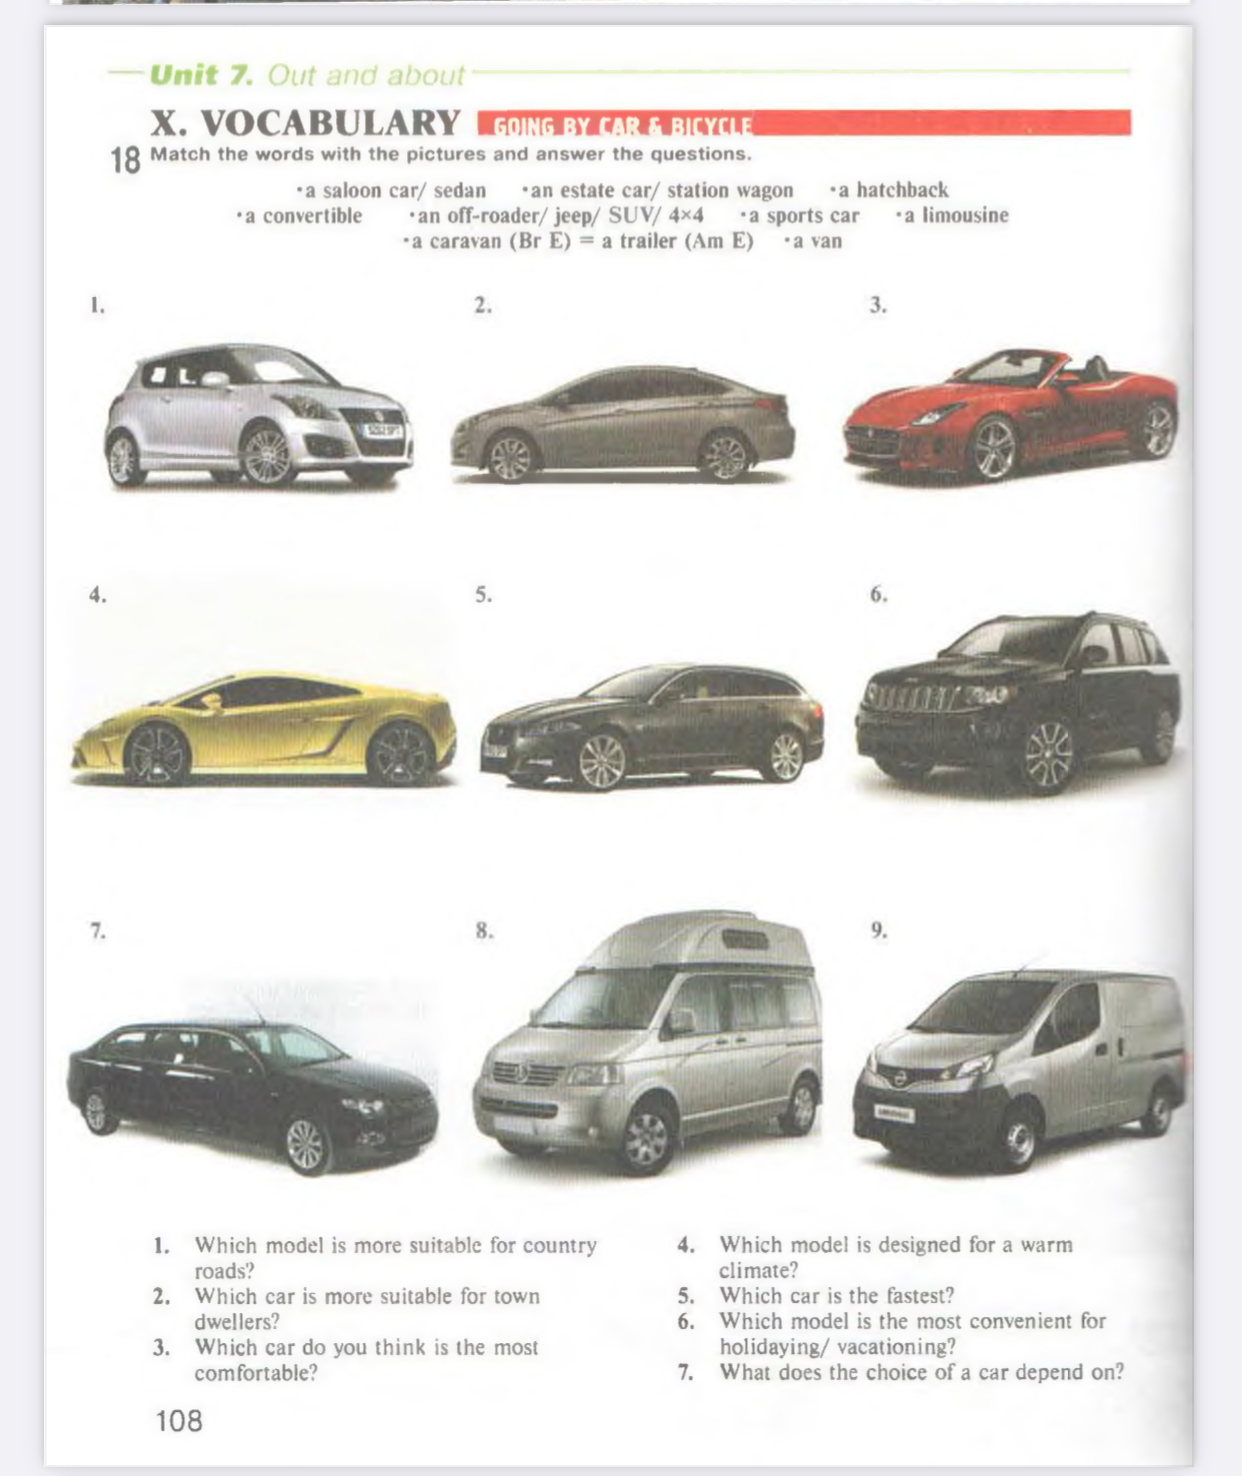 Unit 7. Out and about
X. VOCABULARY GOING BY CAR & BICYCLE
18 Match the words with the pictures and answer the questions.
•a saloon car/ sedan •an estate car/ station wagon •a hatchback
•a convertible •an off-roader/ jeep/ SUV/ 4×4 •a sports car •a limousine
•a caravan (Br E) = a trailer (Am E) •a van
1. 2. 3.
4. 5. 6.
7. 8. 9.
1. Which model is more suitable for country
roads?
2. Which car is more suitable for town
dwellers?
3. Which car do you think is the most
comfortable?
4. Which model is designed for a warm
climate?
5. Which car is the fastest?
6. Which model is the most convenient for
holidaying/ vacationing?
7. What does the choice of a car depend on?
108